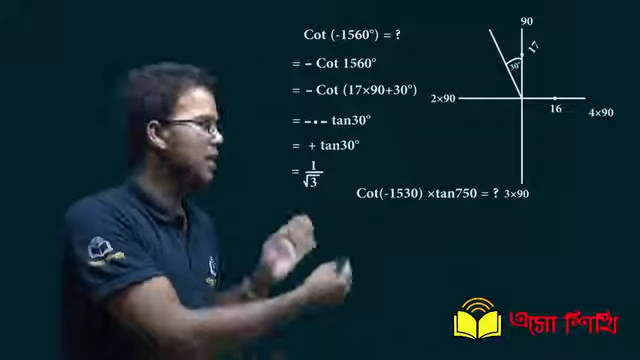 Cot (-1560°) = ?
= – Cot 1560°
= – Cot (17×90+30°)
= –·– tan30°
= + tan30°
= 1/√3
Cot(-1530) ×tan750 = ?
90
17
30°
2×90
16
4×90
3×90
এসো শিখি